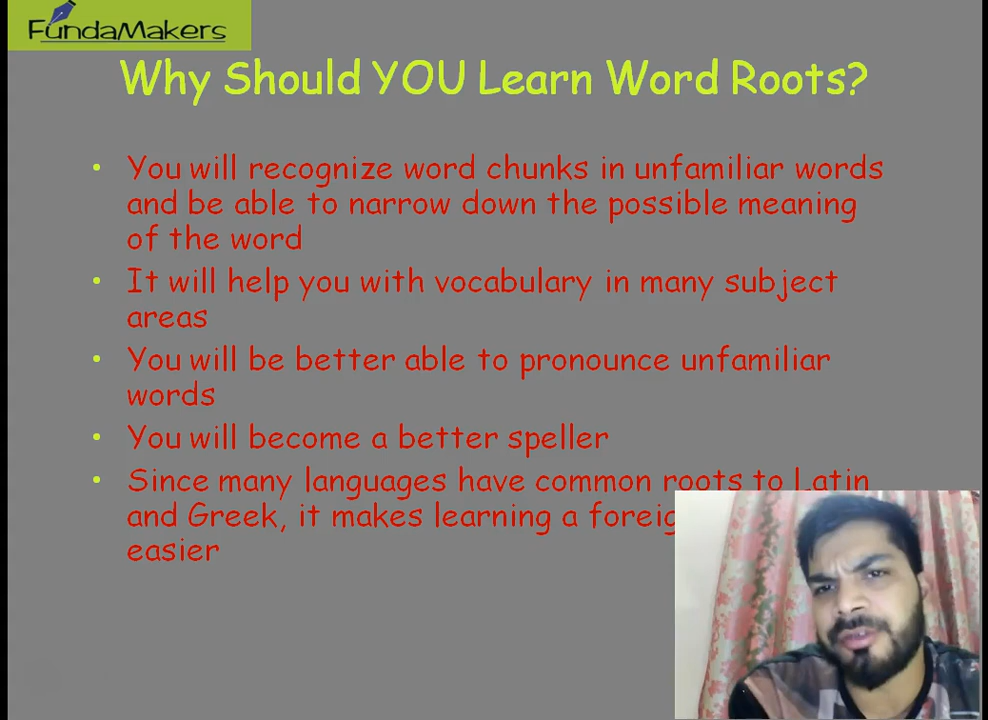 FundaMakers
Why Should YOU Learn Word Roots?
• You will recognize word chunks in unfamiliar words
and be able to narrow down the possible meaning
of the word
• It will help you with vocabulary in many subject
areas
• You will be better able to pronounce unfamiliar
words
• You will become a better speller
• Since many languages have common roots to Latin
and Greek, it makes learning a
easier